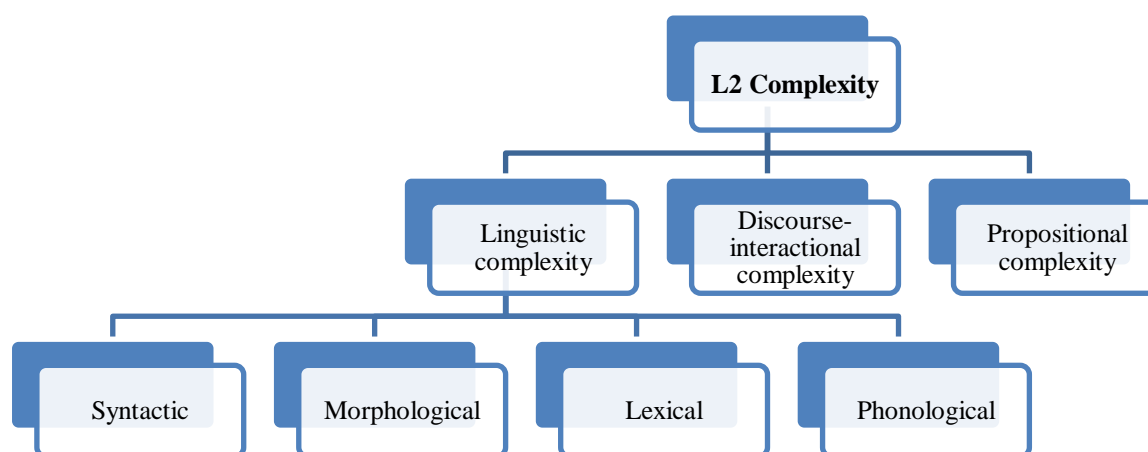 L2 Complexity
Linguistic
complexity
Discourse-
interactional
complexity
Propositional
complexity
Syntactic
Morphological
Lexical
Phonological